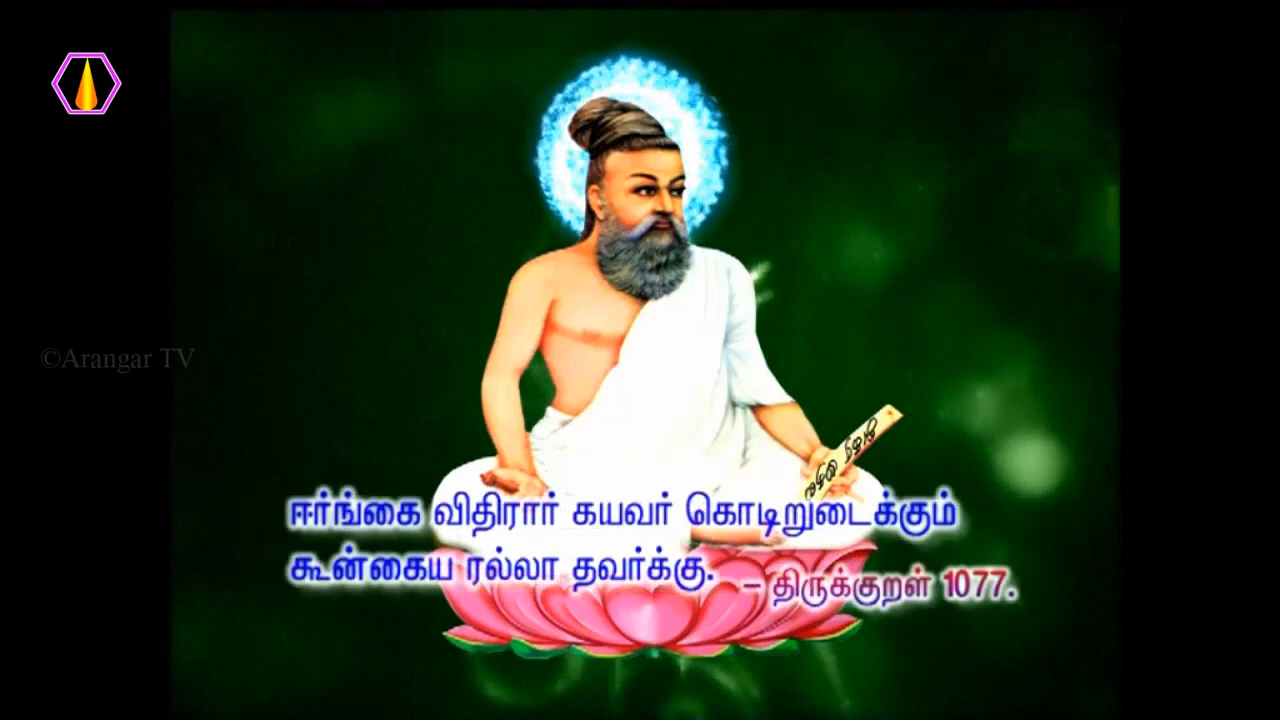 ©Arangar TV
ஈர்ங்கை விதிரார் கயவர் கொடிறுடைக்கும்
கூன்கைய ரல்லா தவர்க்கு.
– திருக்குறள் 1077.